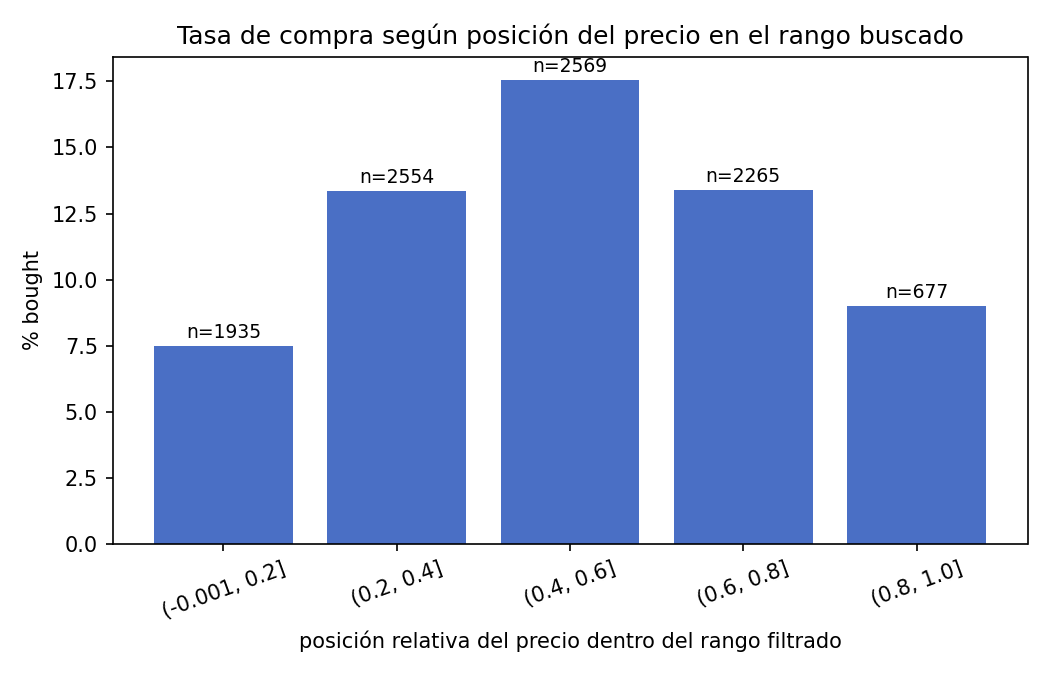 Tasa de compra según posición del precio en el rango buscado
% bought
17.5
15.0
12.5
10.0
7.5
5.0
2.5
0.0
n=1935
n=2554
n=2569
n=2265
n=677
(-0.001, 0.2]
(0.2, 0.4]
(0.4, 0.6]
(0.6, 0.8]
(0.8, 1.0]
posición relativa del precio dentro del rango filtrado